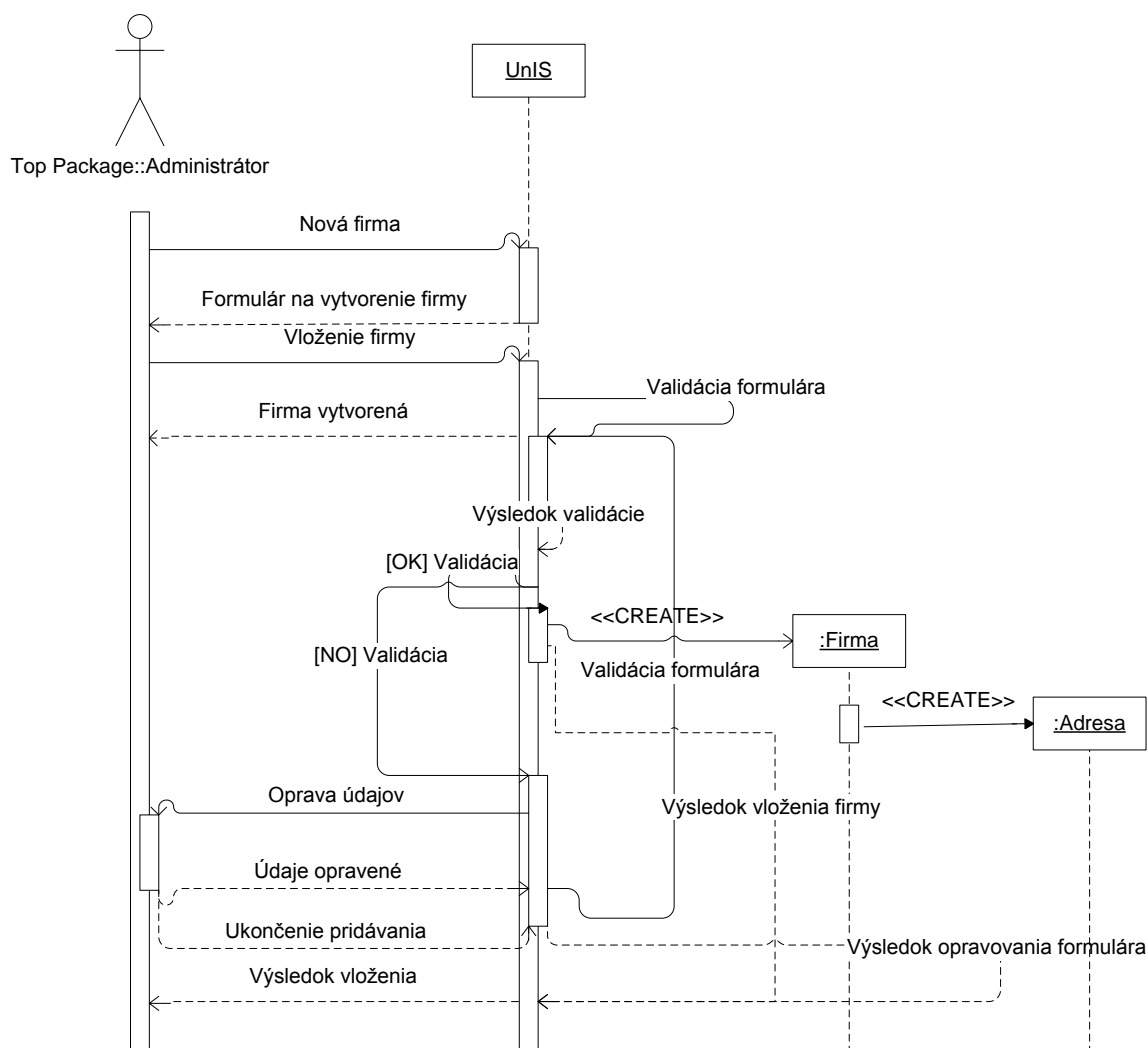 UnIS
Top Package::Administrátor
Nová firma
Formulár na vytvorenie firmy
Vloženie firmy
Validácia formulára
Firma vytvorená
Výsledok validácie
[OK] Validácia
<<CREATE>>
:Firma
[NO] Validácia
Validácia formulára
<<CREATE>>
:Adresa
Oprava údajov
Výsledok vloženia firmy
Údaje opravené
Ukončenie pridávania
Výsledok opravovania formulára
Výsledok vloženia